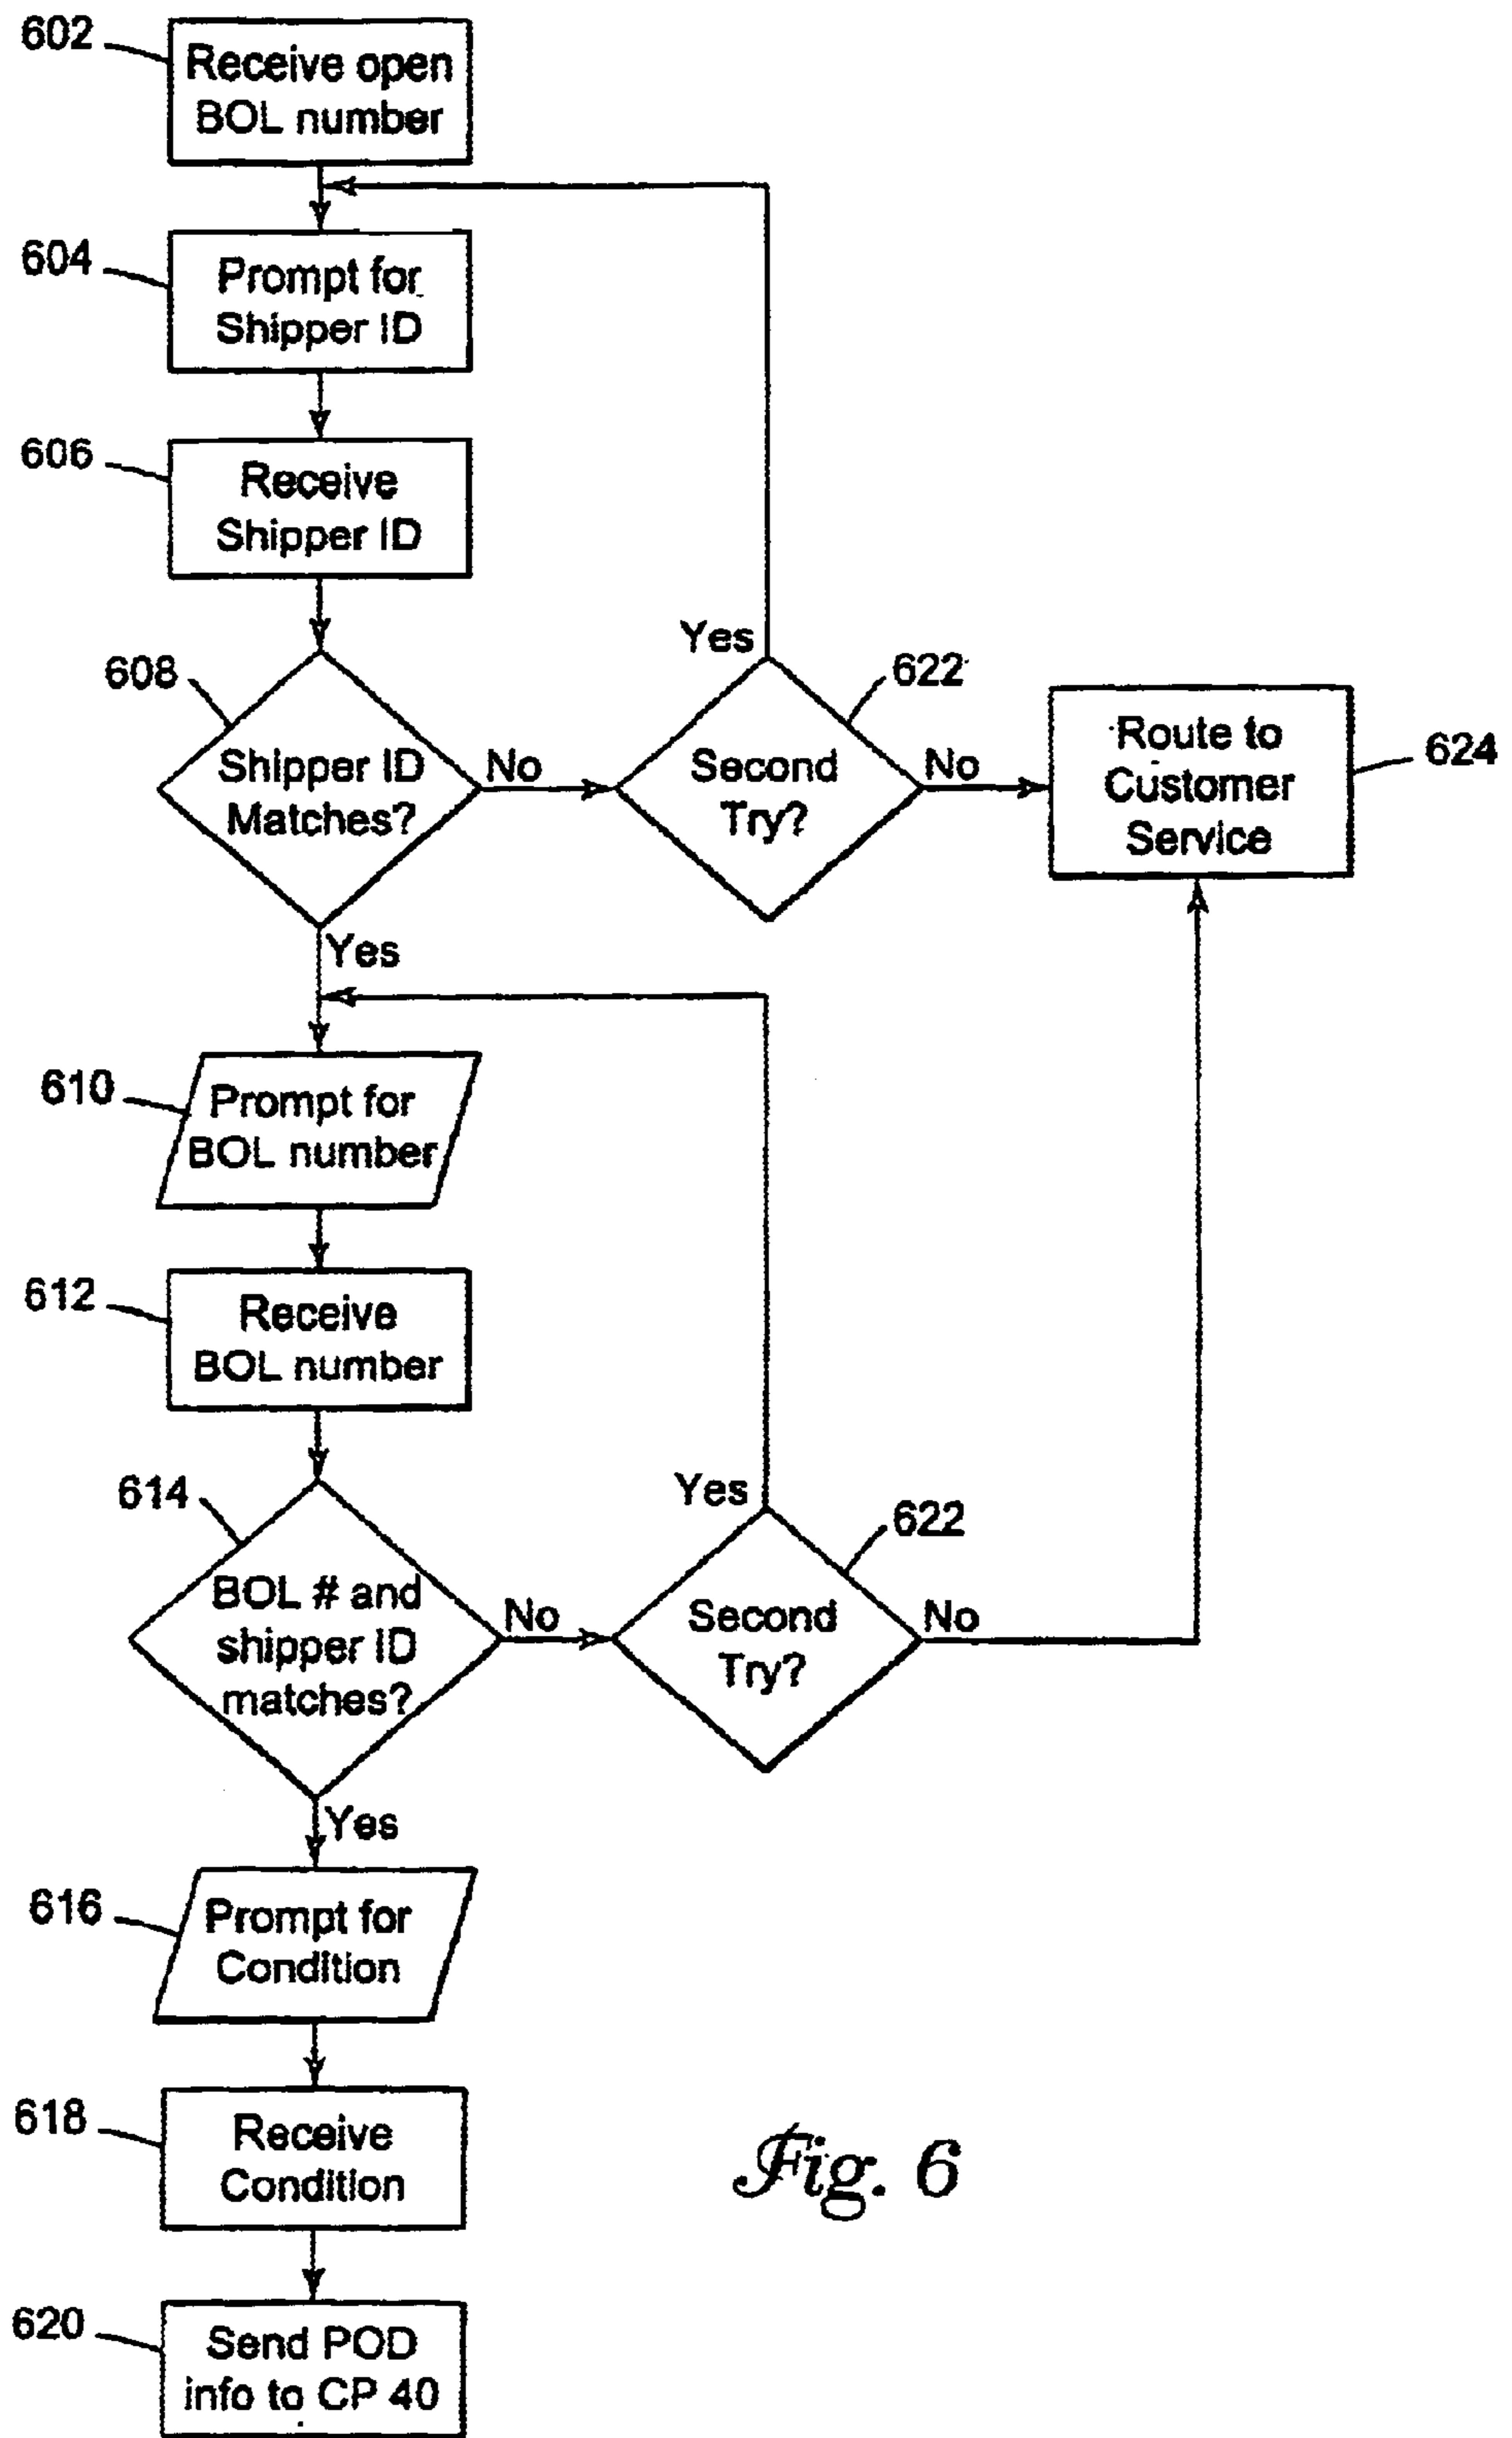 602
Receive open
BOL number
604
Prompt for
Shipper ID
606
Receive
Shipper ID
608
Shipper ID
Matches?
No
Yes
Second
Try?
622
Yes
No
Route to
Customer
Service
624
610
Prompt for
BOL number
612
Receive
BOL number
614
BOL # and
shipper ID
matches?
No
Yes
Second
Try?
622
Yes
No
616
Prompt for
Condition
618
Receive
Condition
620
Send POD
info to CP 40
Fig. 6